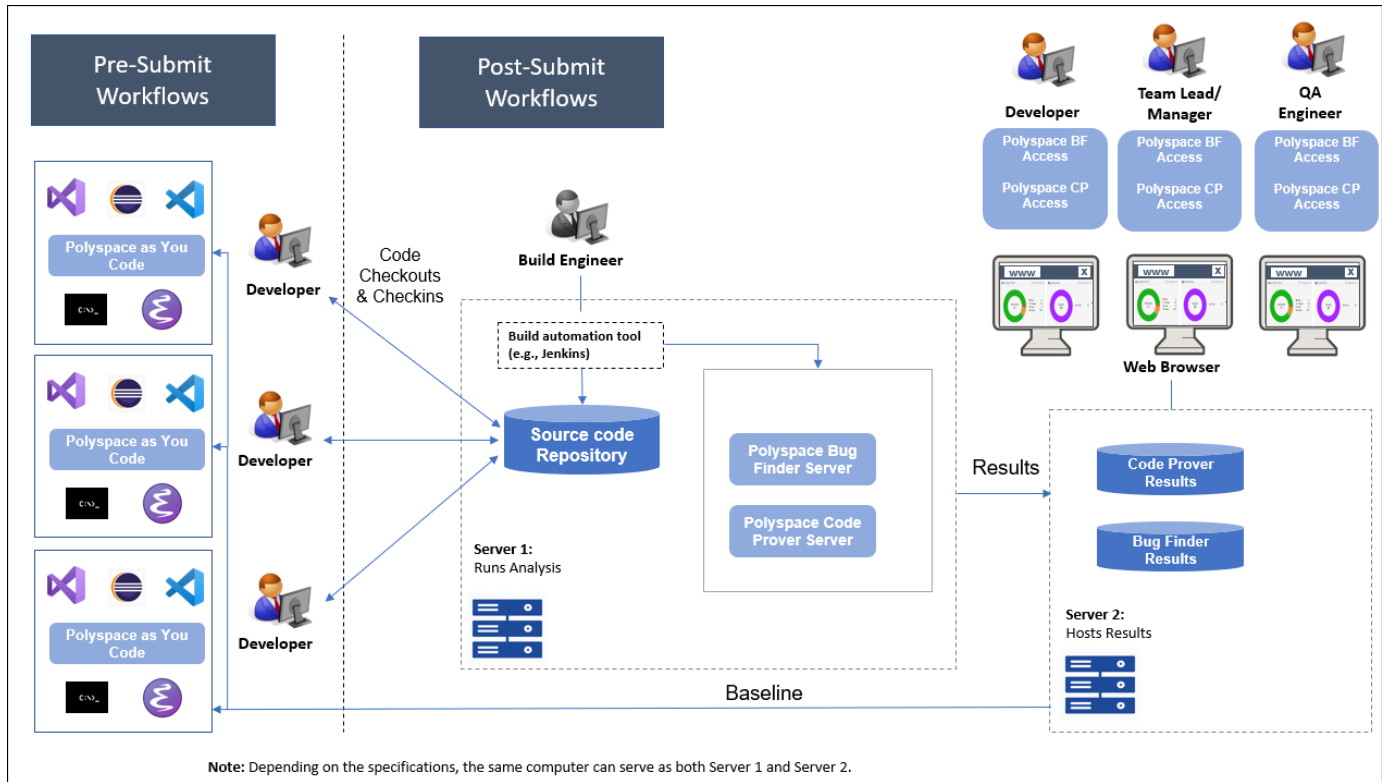 Pre-Submit
Workflows
Post-Submit
Workflows
Developer
Team Lead/
Manager
QA
Engineer
Polyspace BF
Access
Polyspace CP
Access
Polyspace BF
Access
Polyspace CP
Access
Polyspace BF
Access
Polyspace CP
Access
www X
www X
www X
Web Browser
Polyspace as You
Code
C:\>_
Developer
Polyspace as You
Code
C:\>_
Developer
Polyspace as You
Code
C:\>_
Developer
Code
Checkouts
& Checkins
Build Engineer
Build automation tool
(e.g., Jenkins)
Source code
Repository
Polyspace Bug
Finder Server
Polyspace Code
Prover Server
Server 1:
Runs Analysis
Results
Code Prover
Results
Bug Finder
Results
Server 2:
Hosts Results
Baseline
Note: Depending on the specifications, the same computer can serve as both Server 1 and Server 2.